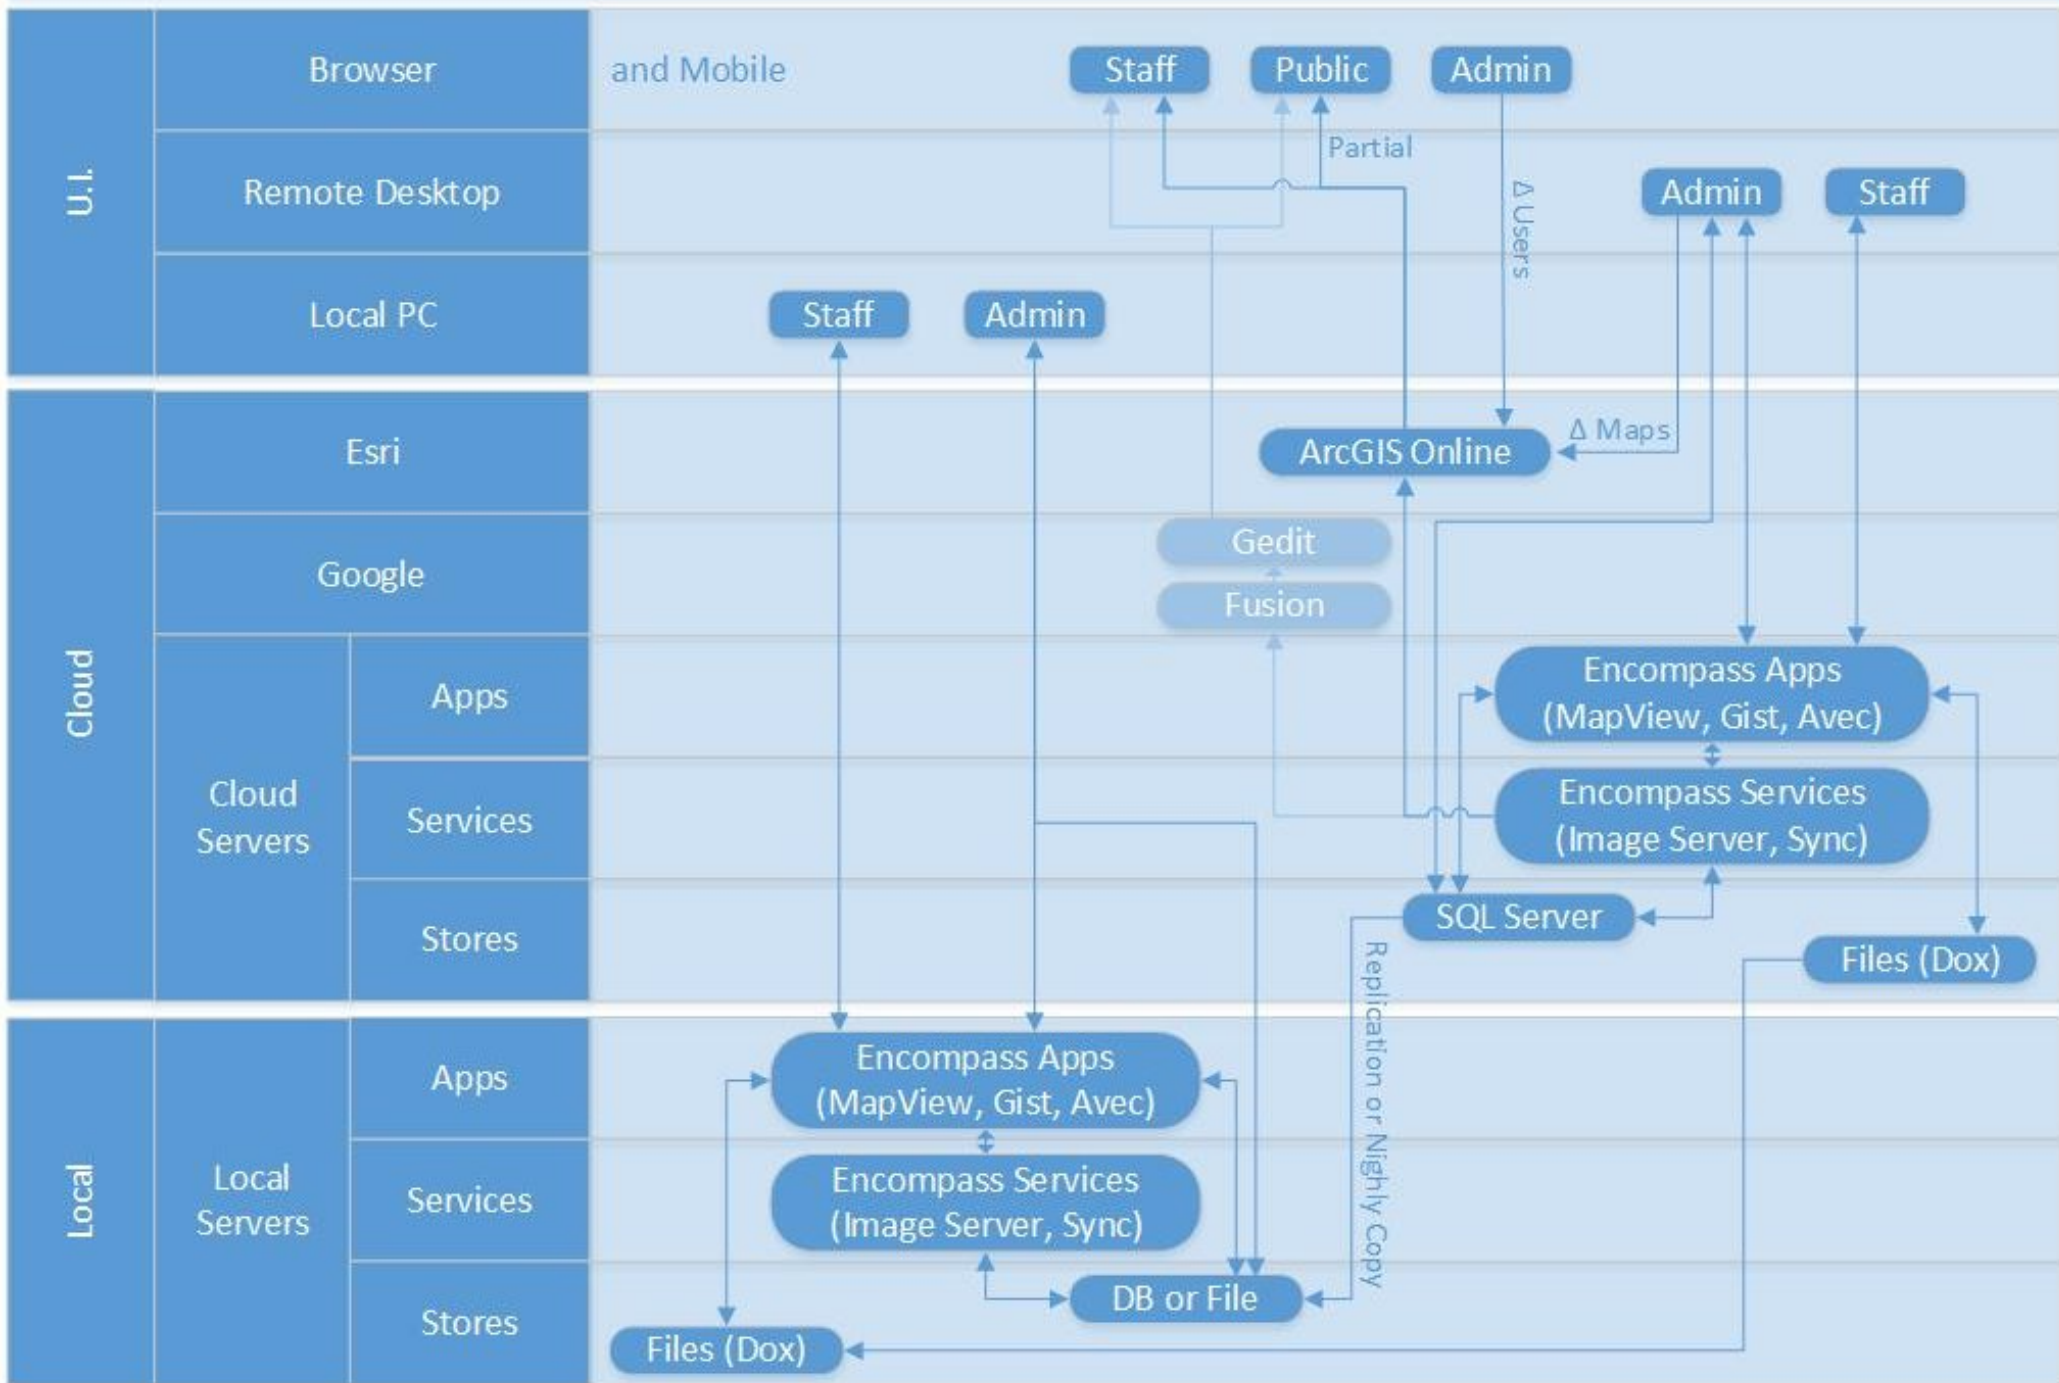 U.I.
Browser
and Mobile
Staff
Public
Admin
Partial
Remote Desktop
Δ Users
Admin
Staff
Local PC
Staff
Admin
Cloud
Esri
ArcGIS Online
Δ Maps
Google
Gedit
Fusion
Cloud
Servers
Apps
Encompass Apps
(MapView, Gist, Avec)
Services
Encompass Services
(Image Server, Sync)
Stores
SQL Server
Files (Dox)
Replication or Nighly Copy
Local
Local
Servers
Apps
Encompass Apps
(MapView, Gist, Avec)
Services
Encompass Services
(Image Server, Sync)
Stores
DB or File
Files (Dox)